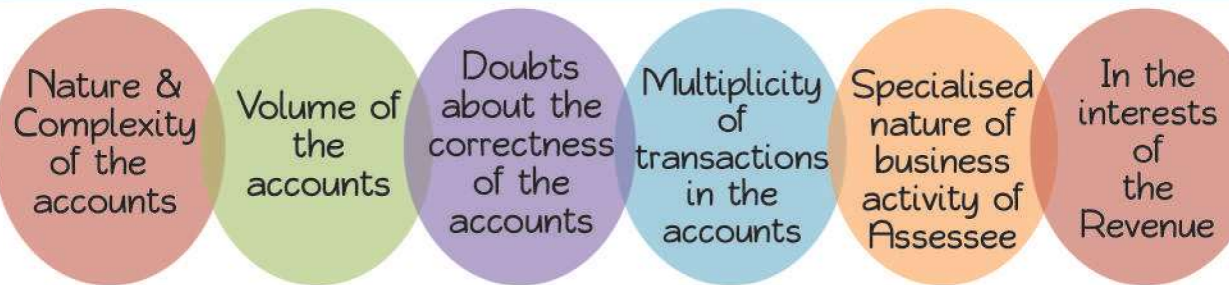 Nature &
Complexity
of the
accounts
Volume of
the
accounts
Doubts
about the
correctness
of the
accounts
Multiplicity
of
transactions
in the
accounts
Specialised
nature of
business
activity of
Assessee
In the
interests
of
the
Revenue